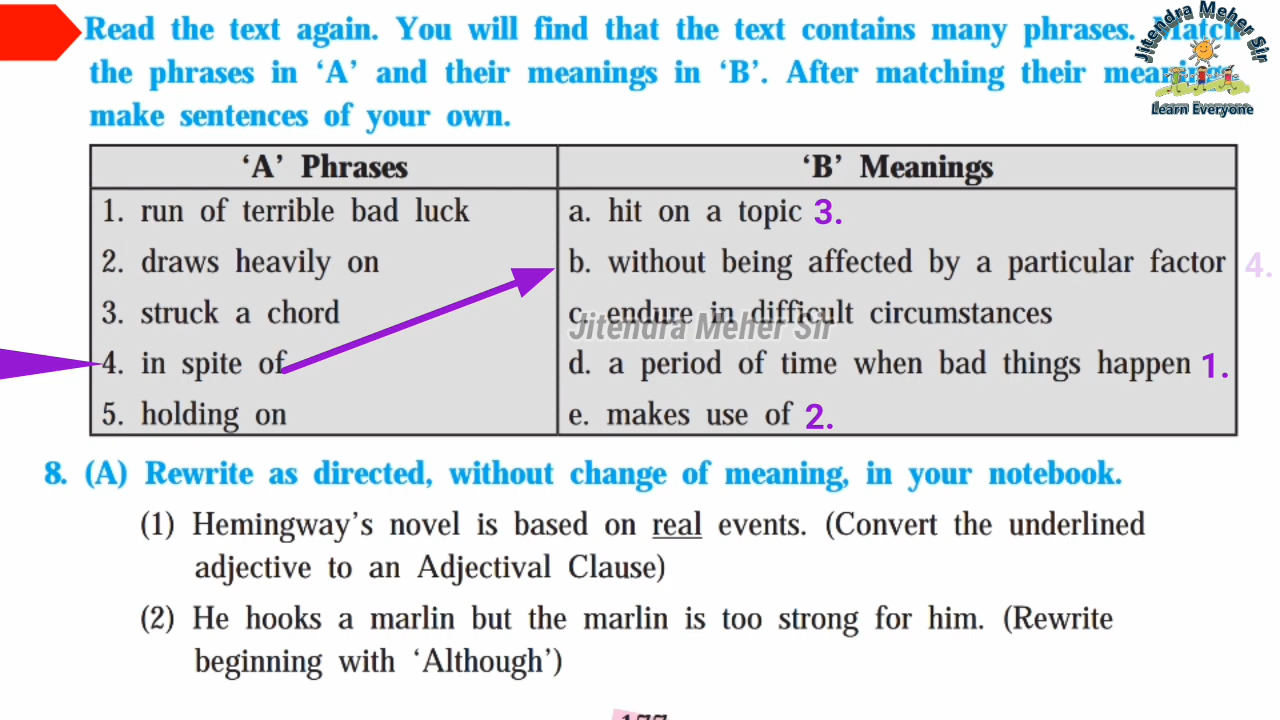 Read the text again. You will find that the text contains many phrases. Match
the phrases in ‘A’ and their meanings in ‘B’. After matching their meanings
make sentences of your own.
Jitendra Meher Sir
Learn Everyone
‘A’ Phrases ‘B’ Meanings
1. run of terrible bad luck a. hit on a topic 3.
2. draws heavily on b. without being affected by a particular factor 4.
3. struck a chord c. endure in difficult circumstances
Jitendra Meher Sir
4. in spite of d. a period of time when bad things happen 1.
5. holding on e. makes use of 2.
8. (A) Rewrite as directed, without change of meaning, in your notebook.
(1) Hemingway’s novel is based on real events. (Convert the underlined
adjective to an Adjectival Clause)
(2) He hooks a marlin but the marlin is too strong for him. (Rewrite
beginning with ‘Although’)